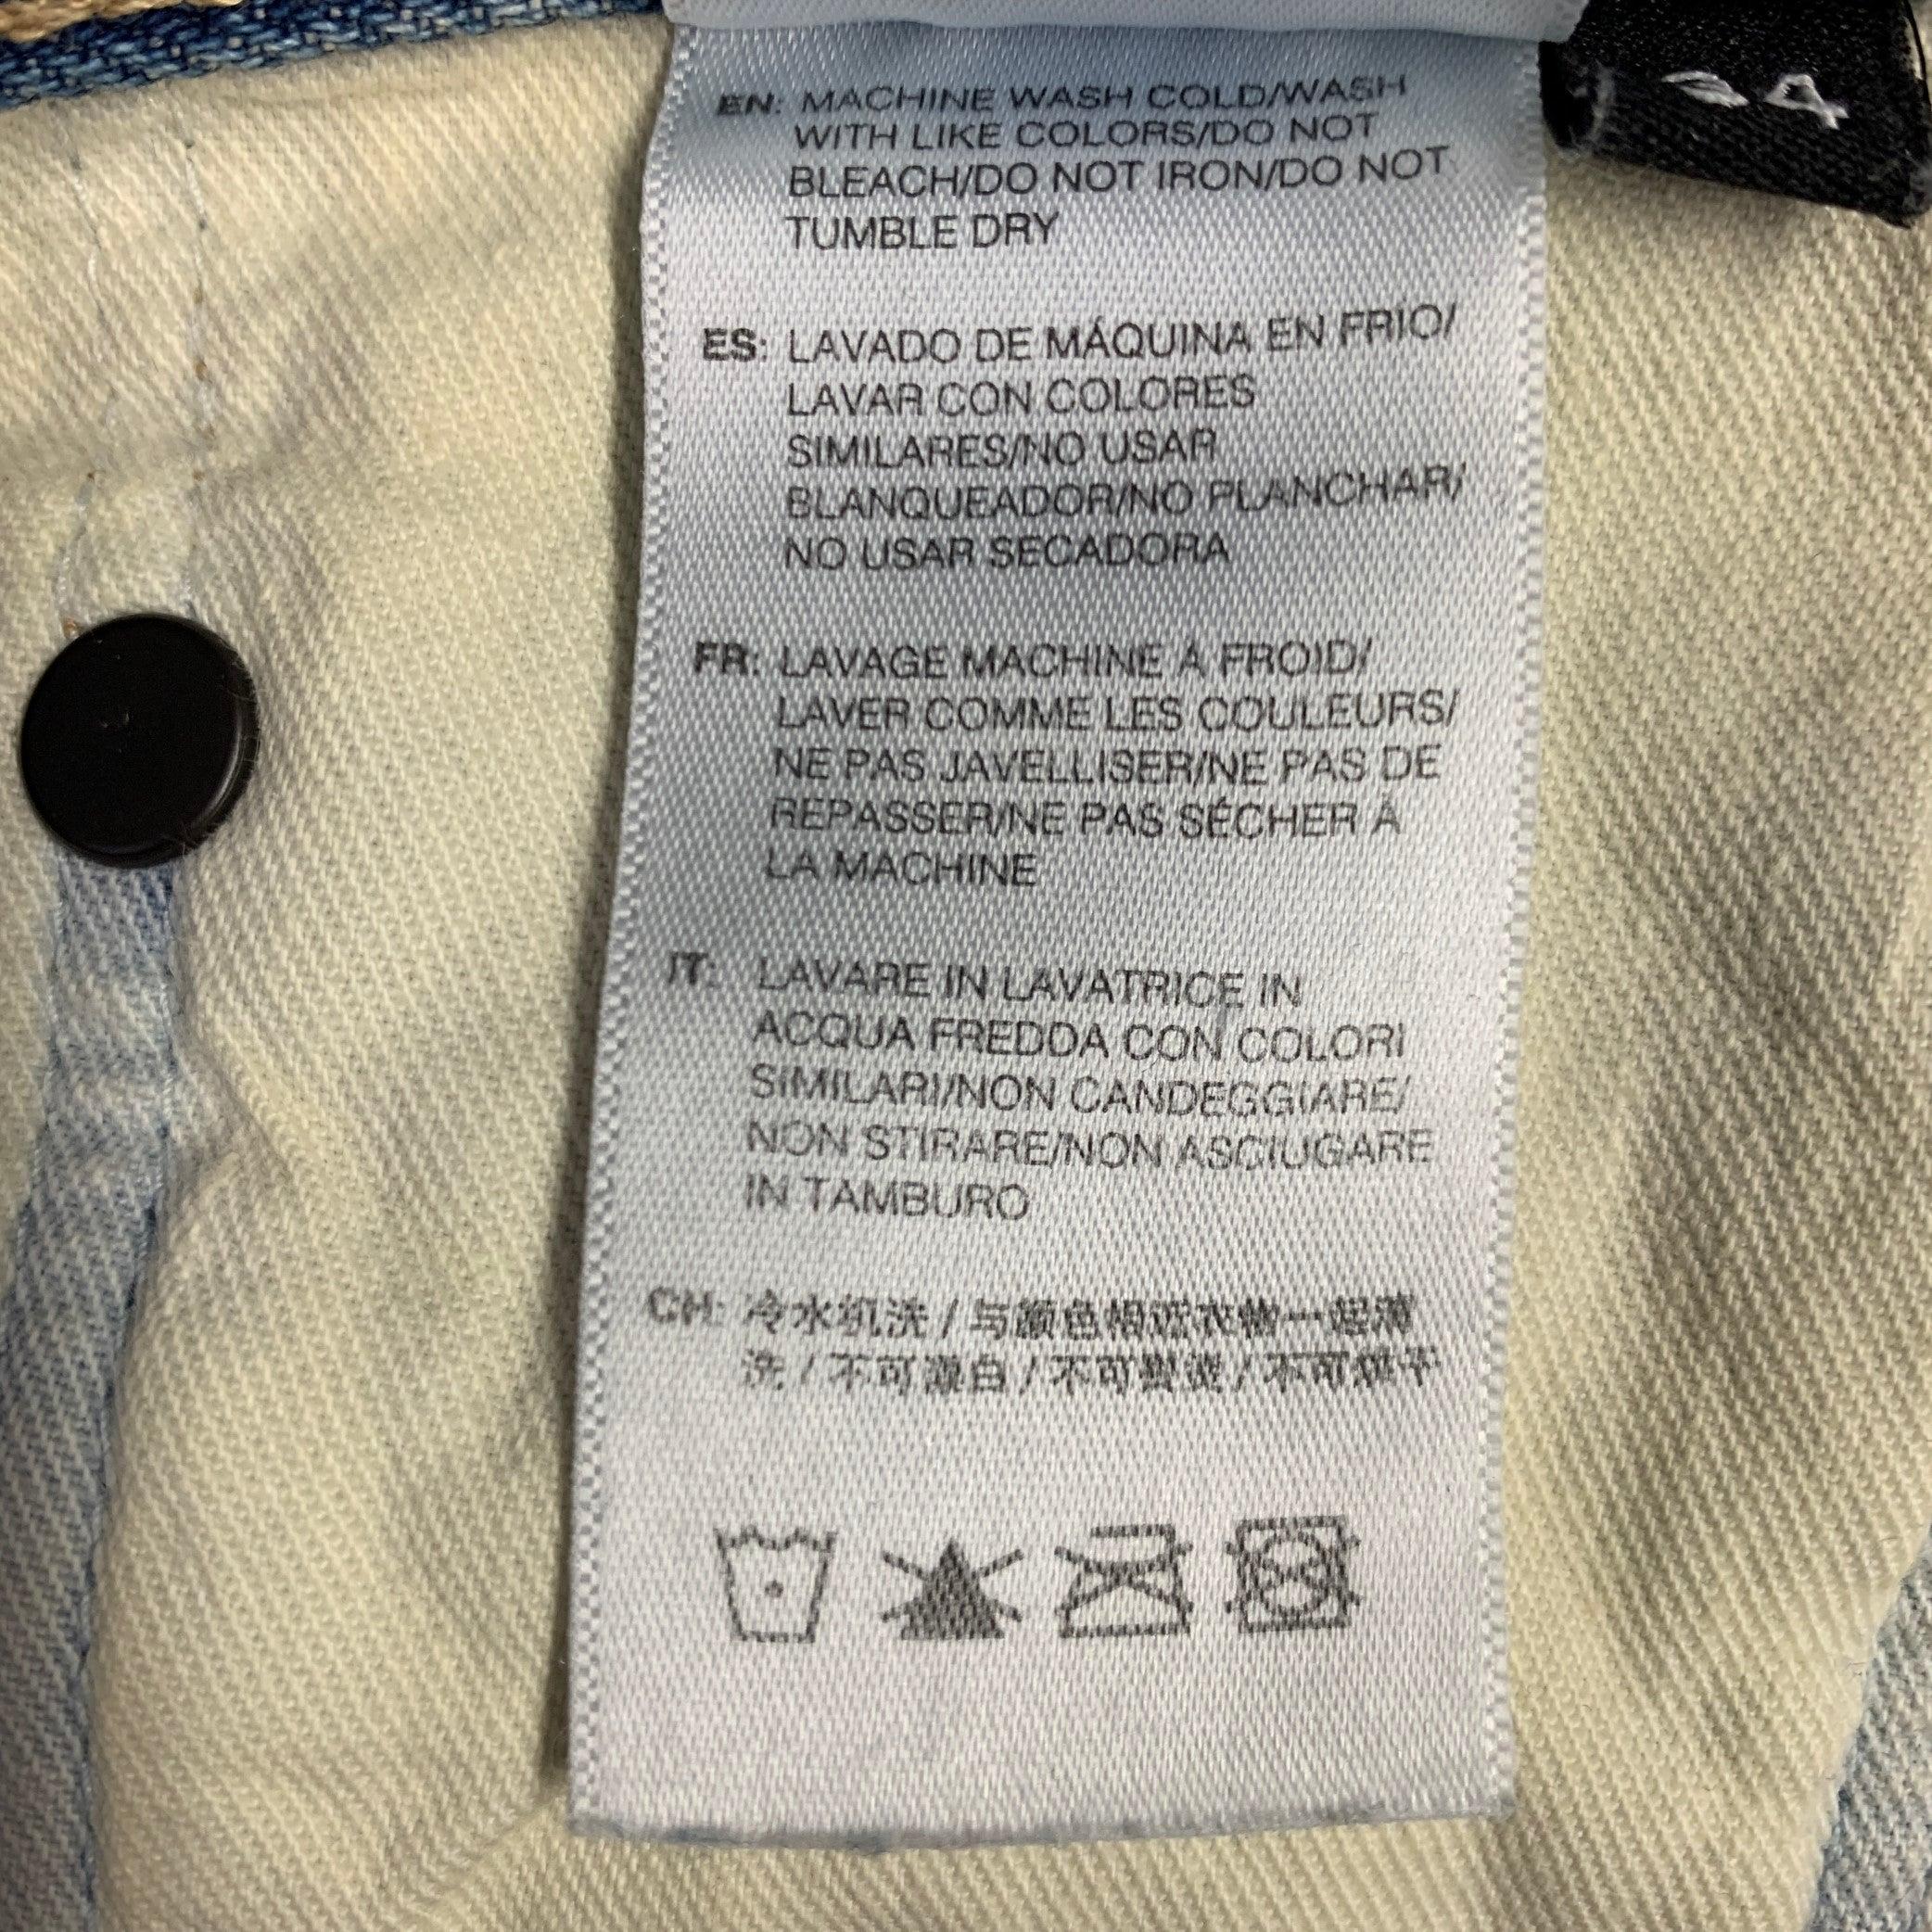 EN: MACHINE WASH COLD/WASH
WITH LIKE COLORS/DO NOT
BLEACH/DO NOT IRON/DO NOT
TUMBLE DRY
ES: LAVADO DE MÁQUINA EN FRÍO/
LAVAR CON COLORES
SIMILARES/NO USAR
BLANQUEADOR/NO PLANCHAR/
NO USAR SECADORA
FR: LAVAGE MACHINE À FROID/
LAVER COMME LES COULEURS/
NE PAS JAVELLISER/NE PAS DE
REPASSER/NE PAS SÉCHER À
LA MACHINE
IT: LAVARE IN LAVATRICE IN
ACQUA FREDDA CON COLORI
SIMILARI/NON CANDEGGIARE/
NON STIRARE/NON ASCIUGARE
IN TAMBURO
CH: 冷水机洗 / 与颜色相近衣物一起
洗 / 不可漂白 / 不可熨烫 / 不可烘干